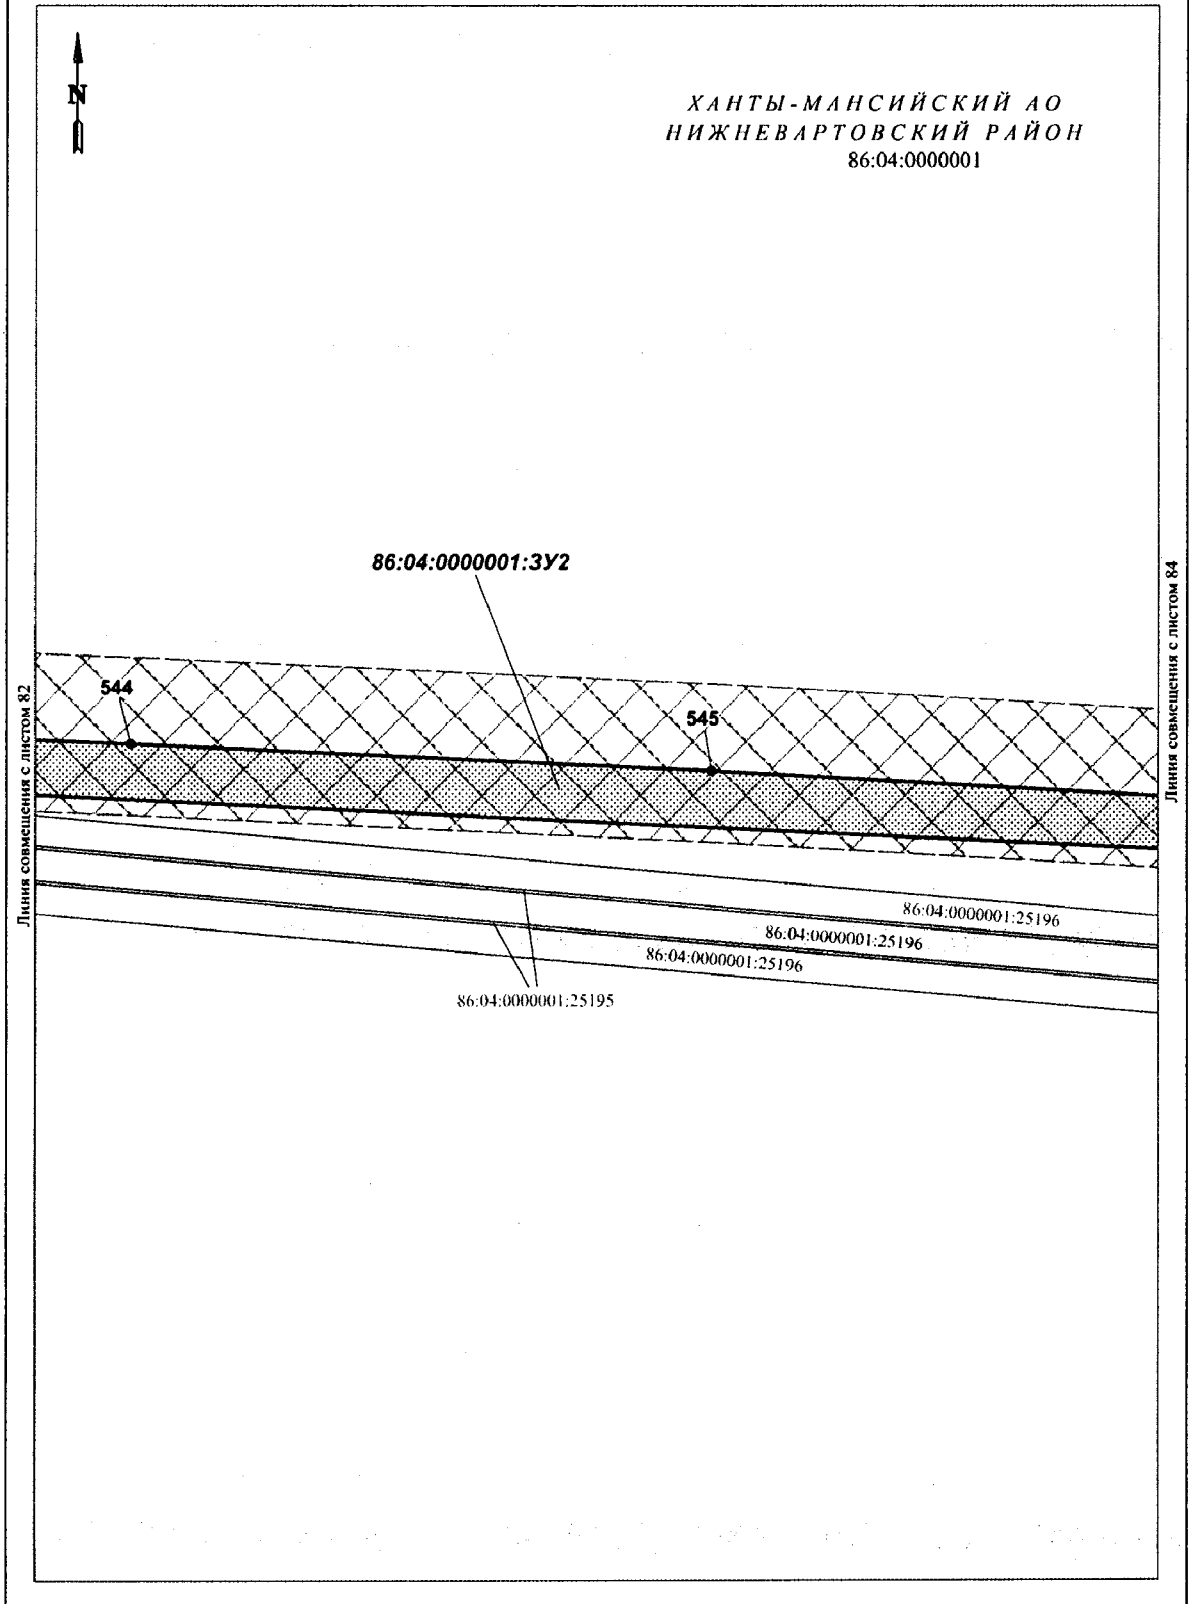 N
ХАНТЫ-МАНСИЙСКИЙ АО
НИЖНЕВАРТОВСКИЙ РАЙОН
86:04:0000001
86:04:0000001:ЗУ2
544
545
Линия совмещения с листом 82
Линия совмещения с листом 84
86:04:0000001:25196
86:04:0000001:25196
86:04:0000001:25196
86:04:0000001:25195